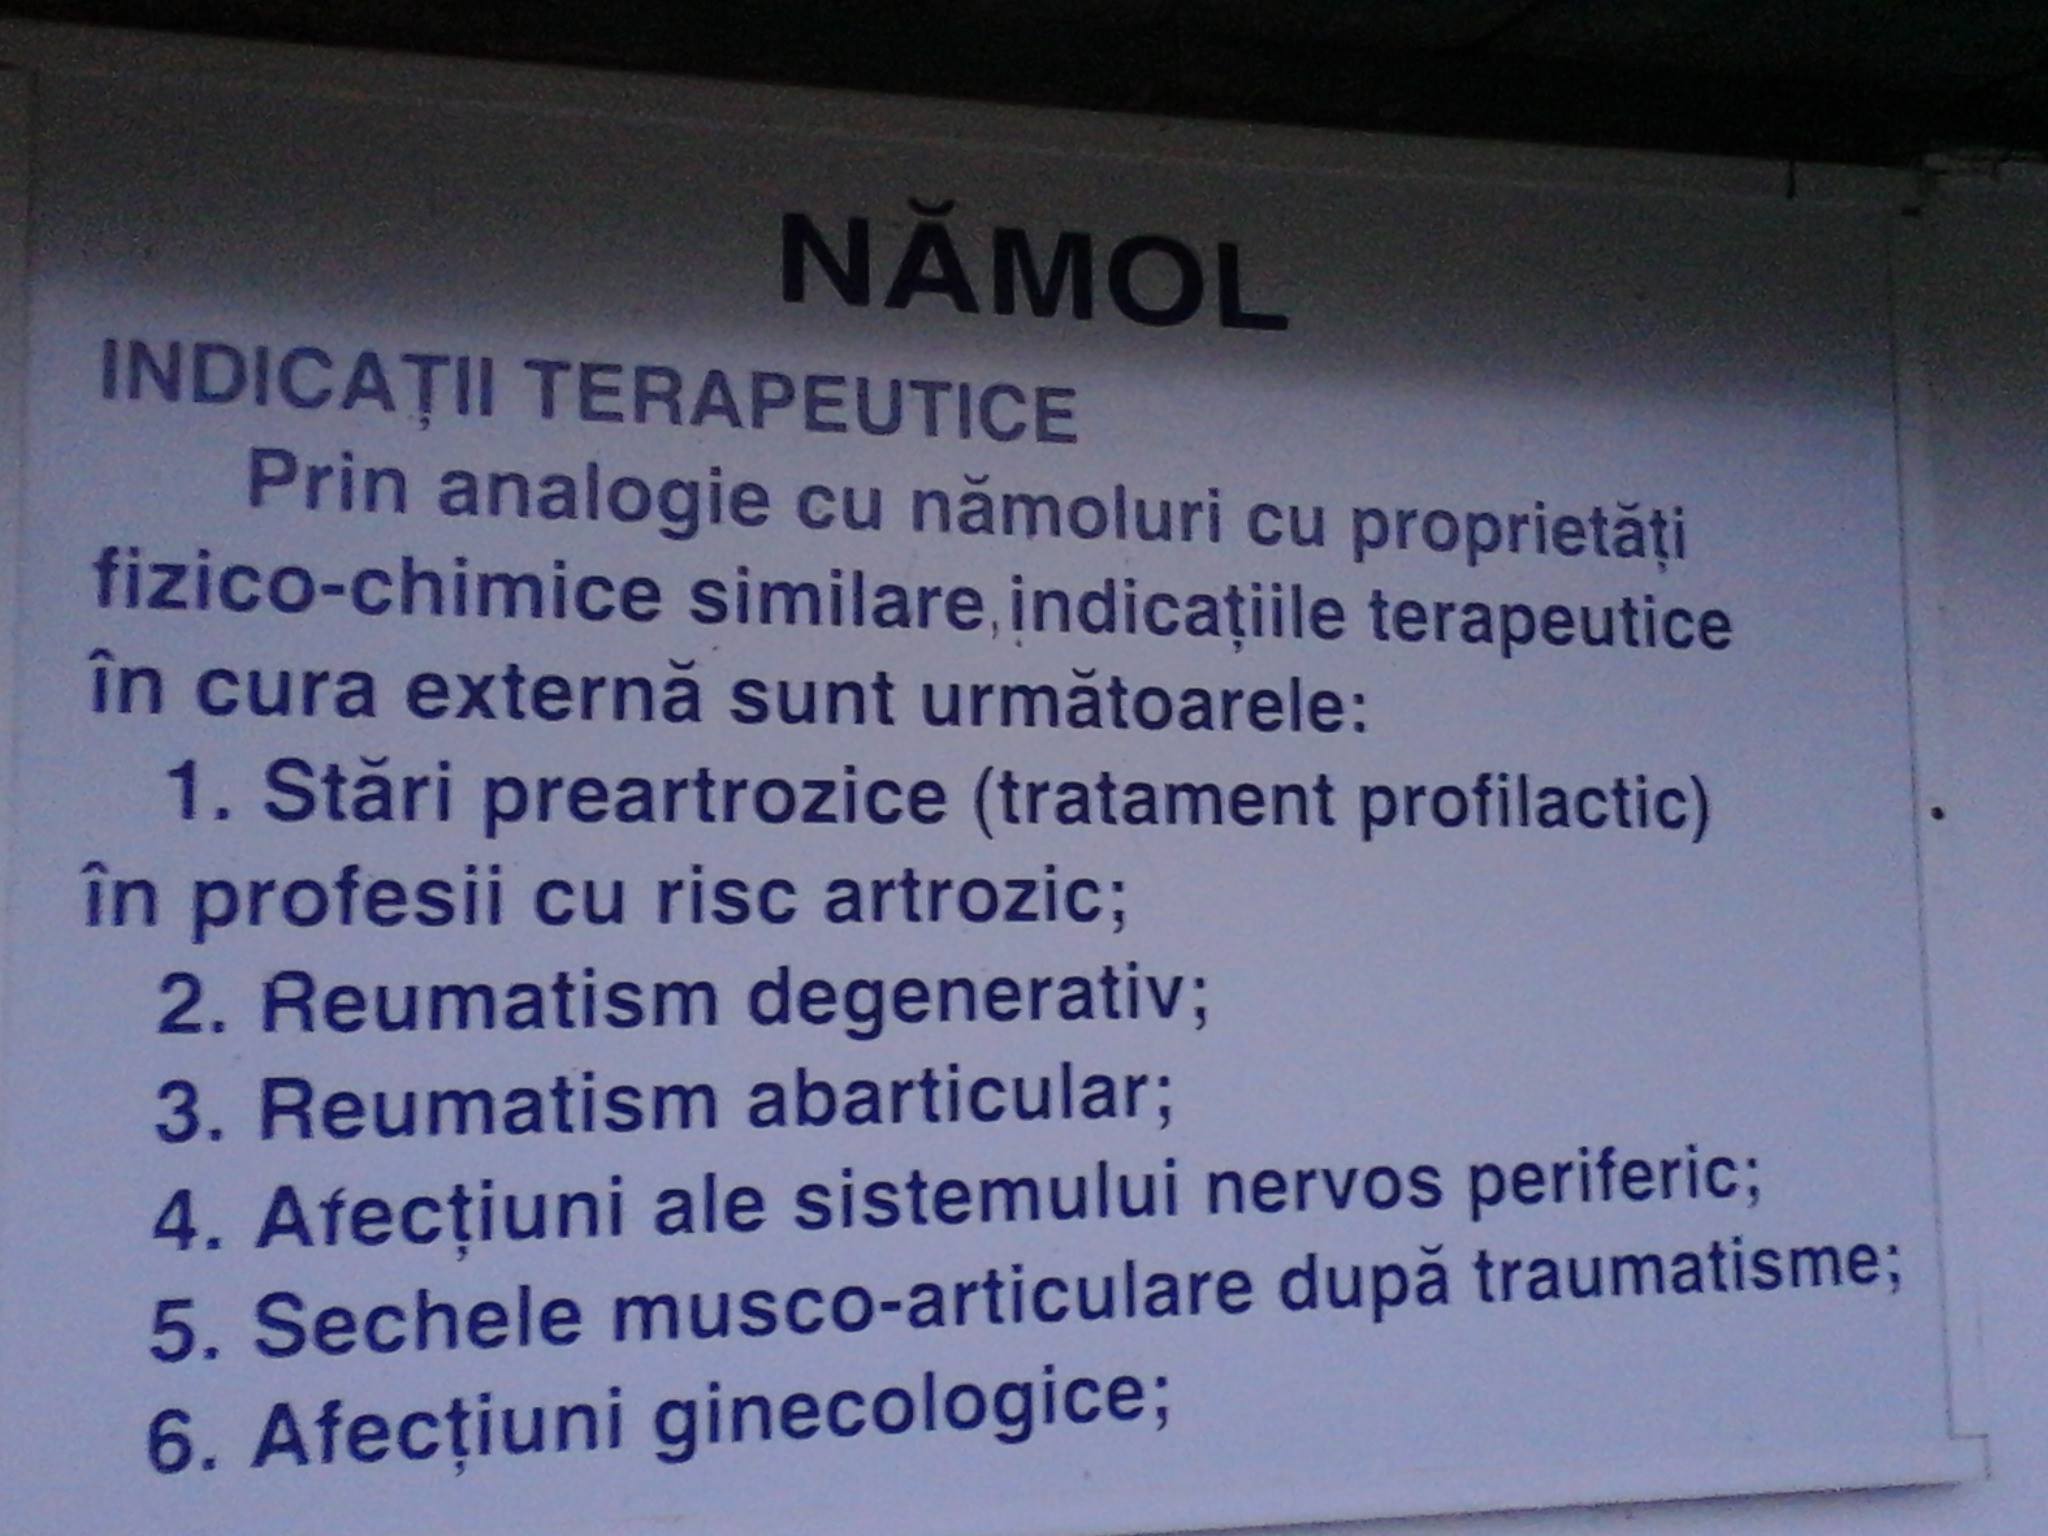 NĂMOL
INDICAȚII TERAPEUTICE
Prin analogie cu nămoluri cu proprietăți
fizico-chimice similare, indicațiile terapeutice
în cura externă sunt următoarele:
1. Stări preartrozice (tratament profilactic)
în profesii cu risc artrozic;
2. Reumatism degenerativ;
3. Reumatism abarticular;
4. Afecțiuni ale sistemului nervos periferic;
5. Sechele musco-articulare după traumatisme;
6. Afecțiuni ginecologice;